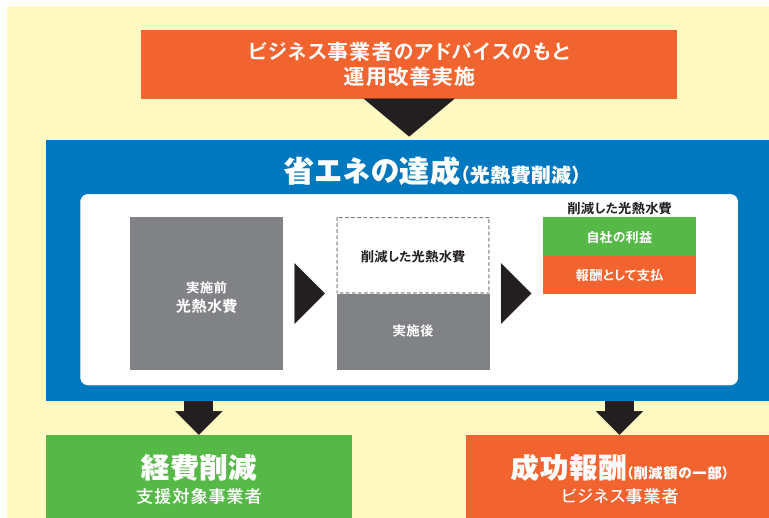 ビジネス事業者のアドバイスのもと
運用改善実施
省エネの達成(光熱費削減)
削減した光熱水費
実施前
光熱水費
削減した光熱水費
実施後
自社の利益
報酬として支払
経費削減
支援対象事業者
成功報酬(削減額の一部)
ビジネス事業者